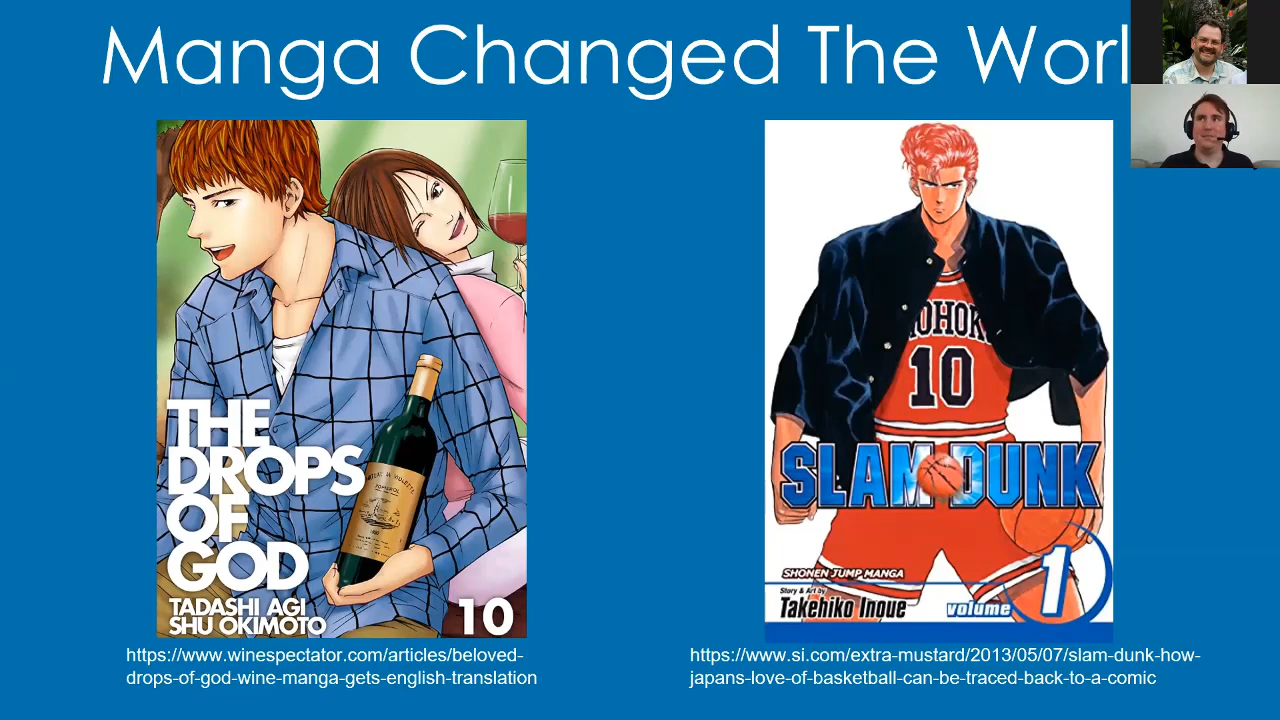 Manga Changed The Worl
THE
DROPS
OF
GOD
TADASHI AGI
SHU OKIMOTO
10
OHOK
10
SLAM DUNK
SHONEN JUMP MANGA
Story & Art by
Takehiko Inoue
volume 1
https://www.winespectator.com/articles/beloved-
drops-of-god-wine-manga-gets-english-translation
https://www.si.com/extra-mustard/2013/05/07/slam-dunk-how-
japans-love-of-basketball-can-be-traced-back-to-a-comic